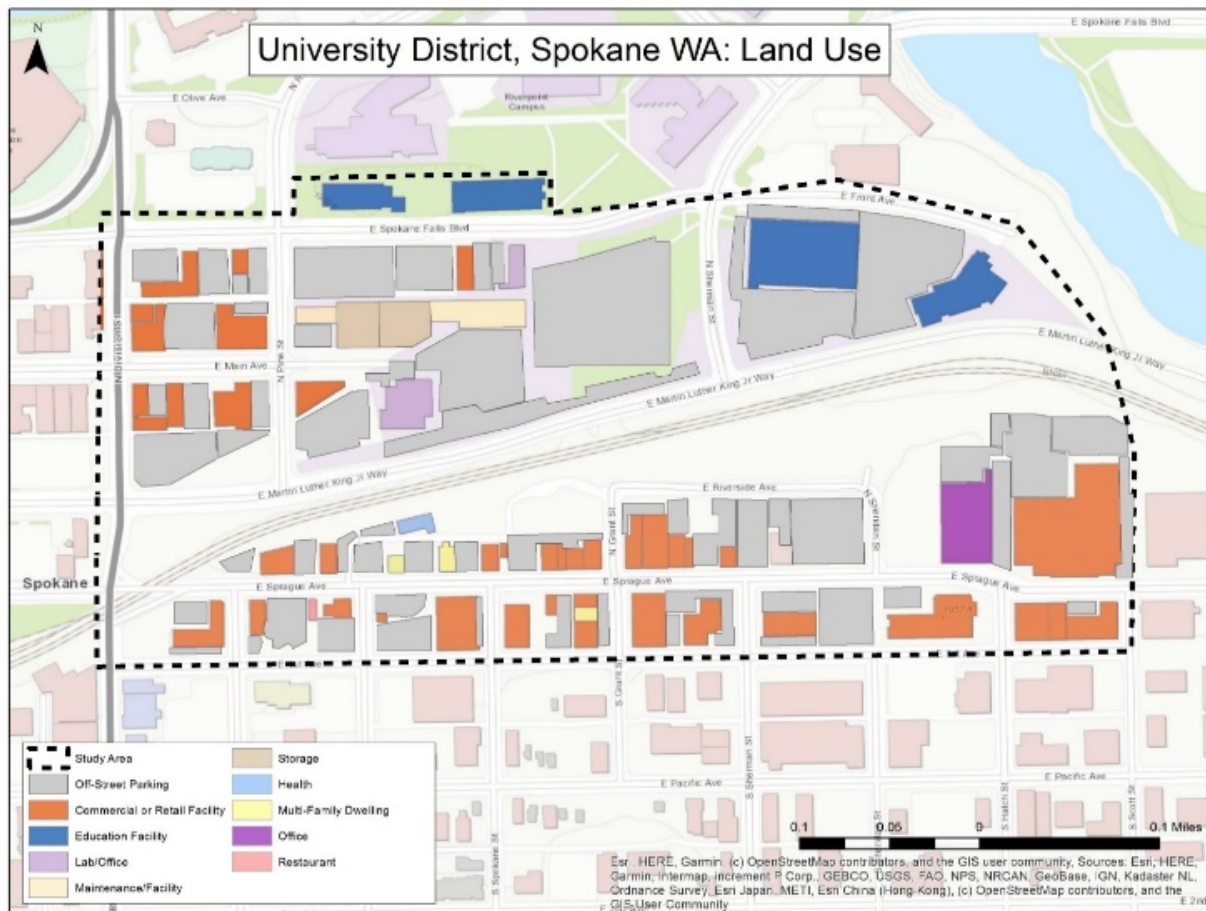 E Spokane Falls Blvd
N
University District, Spokane WA: Land Use
E Olive Ave
Riverpoint
Campus
E Front Ave
E Spokane Falls Blvd
N Sherman St
N Pine St
E Main Ave
E Martin Luther King Jr Way
E Martin Luther King Jr Way
BNSF
E Martin Luther King Jr Way
E Riverside Ave
N Grant St
N Sheridan St
Spokane
E Sprague Ave
E Sprague Ave
E Sprague Ave
S Grant St
Study Area
Storage
Off-Street Parking
Health
Commercial or Retail Facility
Multi-Family Dwelling
Education Facility
Office
Lab/Office
Restaurant
Maintenance/Facility
E Pacific Ave
E Pacific Ave
S Spokane St
S Sherman St
S Hatch St
S Scott St
0.1 0.05 0 0.1 Miles
Esri, HERE, Garmin, (c) OpenStreetMap contributors, and the GIS user community, Sources: Esri, HERE,
Garmin, Intermap, increment P Corp., GEBCO, USGS, FAO, NPS, NRCAN, GeoBase, IGN, Kadaster NL,
Ordnance Survey, Esri Japan, METI, Esri China (Hong Kong), (c) OpenStreetMap contributors, and the
GIS User Community
E 2nd